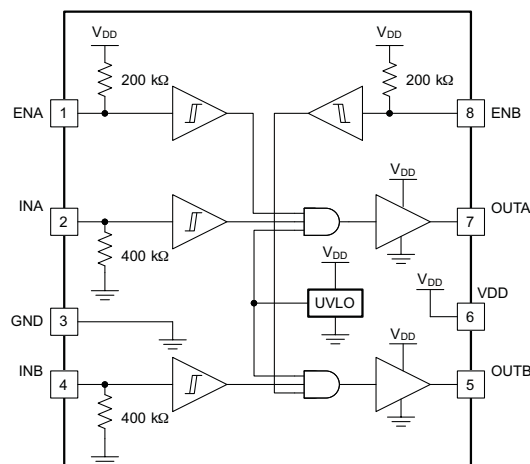 VDD
VDD
200 kΩ
200 kΩ
ENA
1
8
ENB
VDD
INA
2
7
OUTA
400 kΩ
VDD
VDD
VDD
UVLO
GND
3
6
VDD
INB
4
5
OUTB
400 kΩ